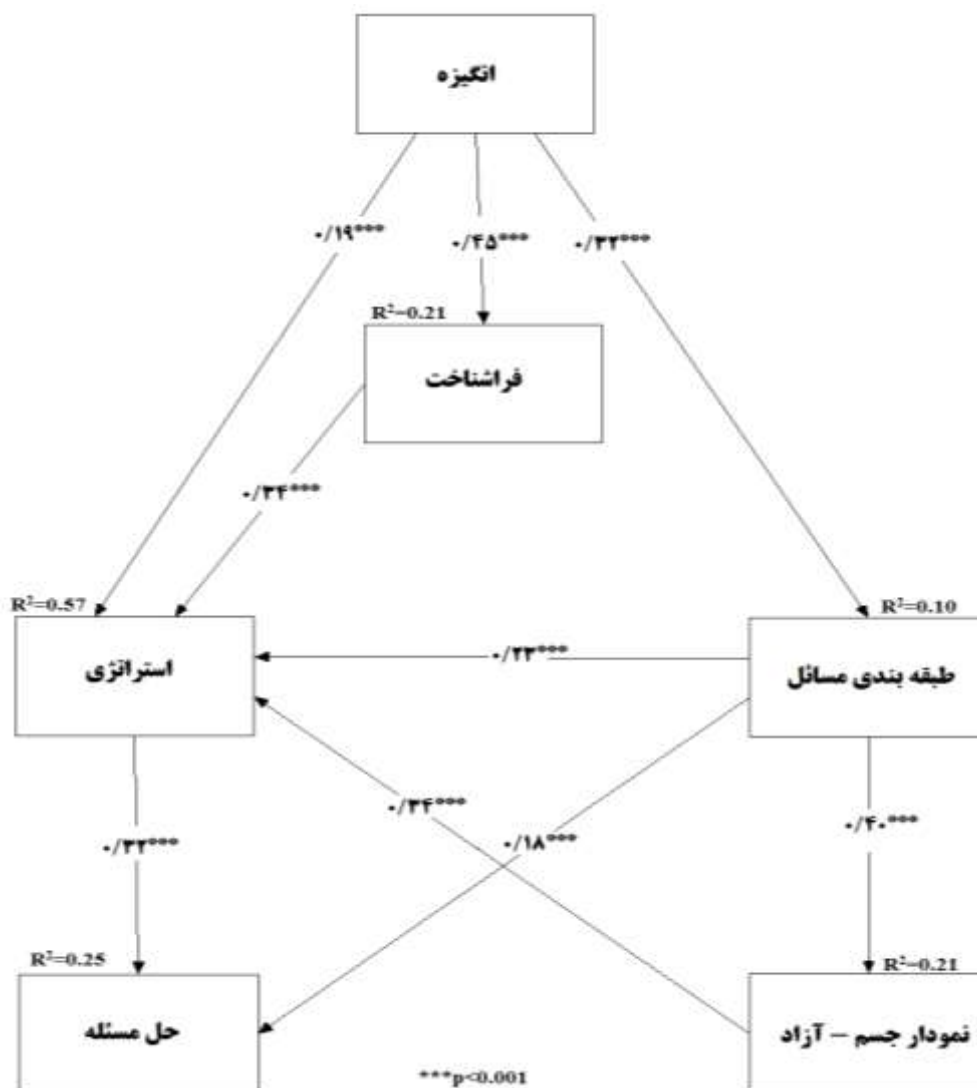 انگیزه
۰/۱۹***
۰/۴۵***
۰/۳۲***
R²=0.21
فراشناخت
۰/۳۴***
R²=0.57
R²=0.10
استراتژی
۰/۲۳***
طبقه بندی مسائل
۰/۳۴***
۰/۴۰***
۰/۳۲***
۰/۱۸***
R²=0.25
R²=0.21
حل مسئله
نمودار جسم – آزاد
***p<0.001